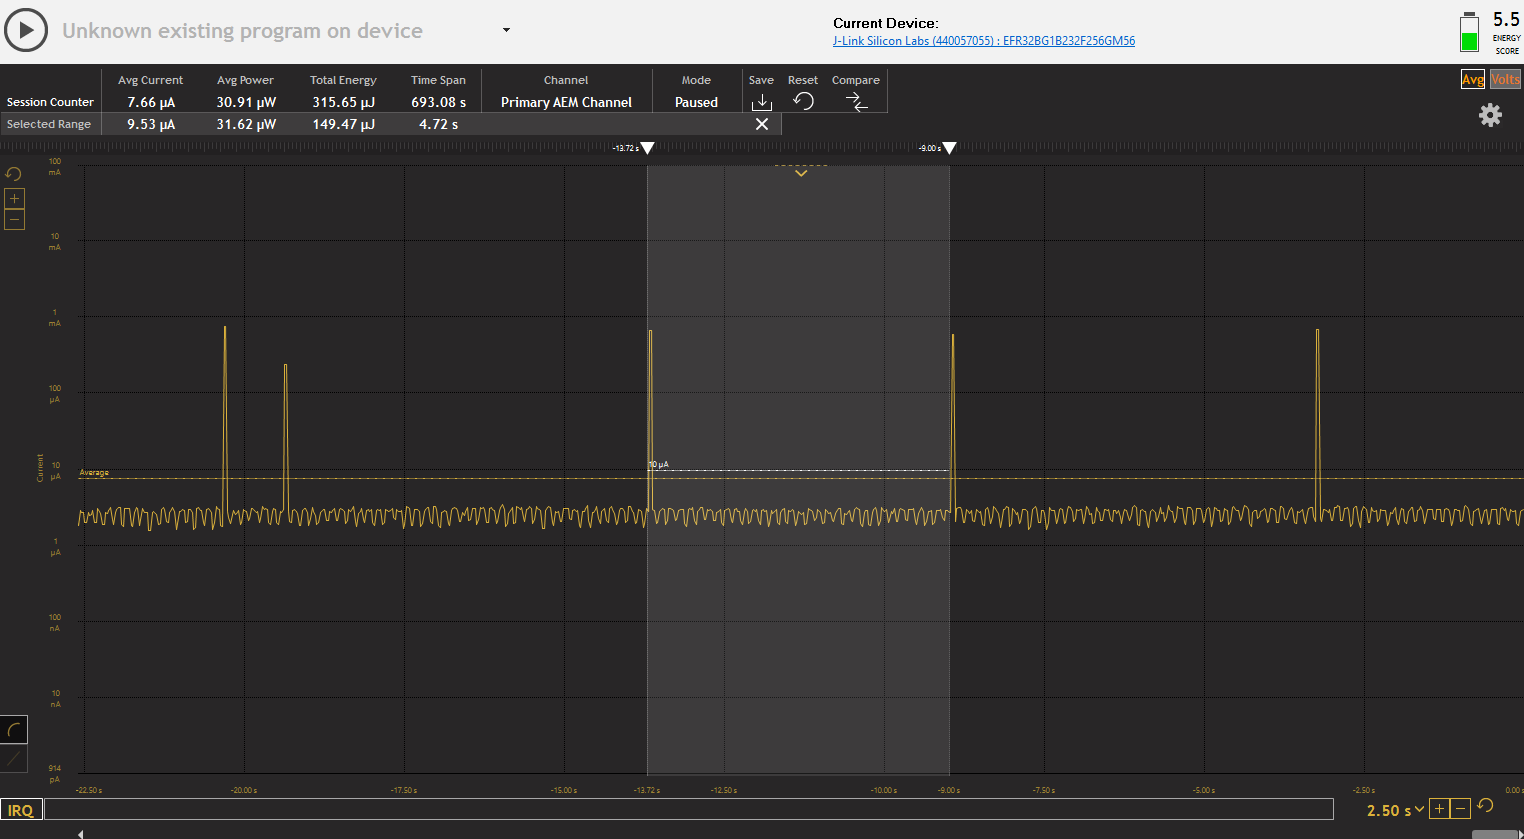 Unknown existing program on device
Current Device:
J-Link Silicon Labs (440057055) : EFR32BG1B232F256GM56
5.5
ENERGY
SCORE
Avg Current Avg Power Total Energy Time Span Channel Mode Save Reset Compare
Session Counter 7.66 µA 30.91 µW 315.65 µJ 693.08 s Primary AEM Channel Paused
Selected Range 9.53 µA 31.62 µW 149.47 µJ 4.72 s
Avg Volts
-13.72 s -9.00 s
100
mA
10
mA
1
mA
100
µA
Current
10
µA
Average
10 µA
1
µA
100
nA
10
nA
914
pA
-22.50 s -20.00 s -17.50 s -15.00 s -13.72 s -12.50 s -10.00 s -9.00 s -7.50 s -5.00 s -2.50 s 0.00 s
IRQ
2.50 s